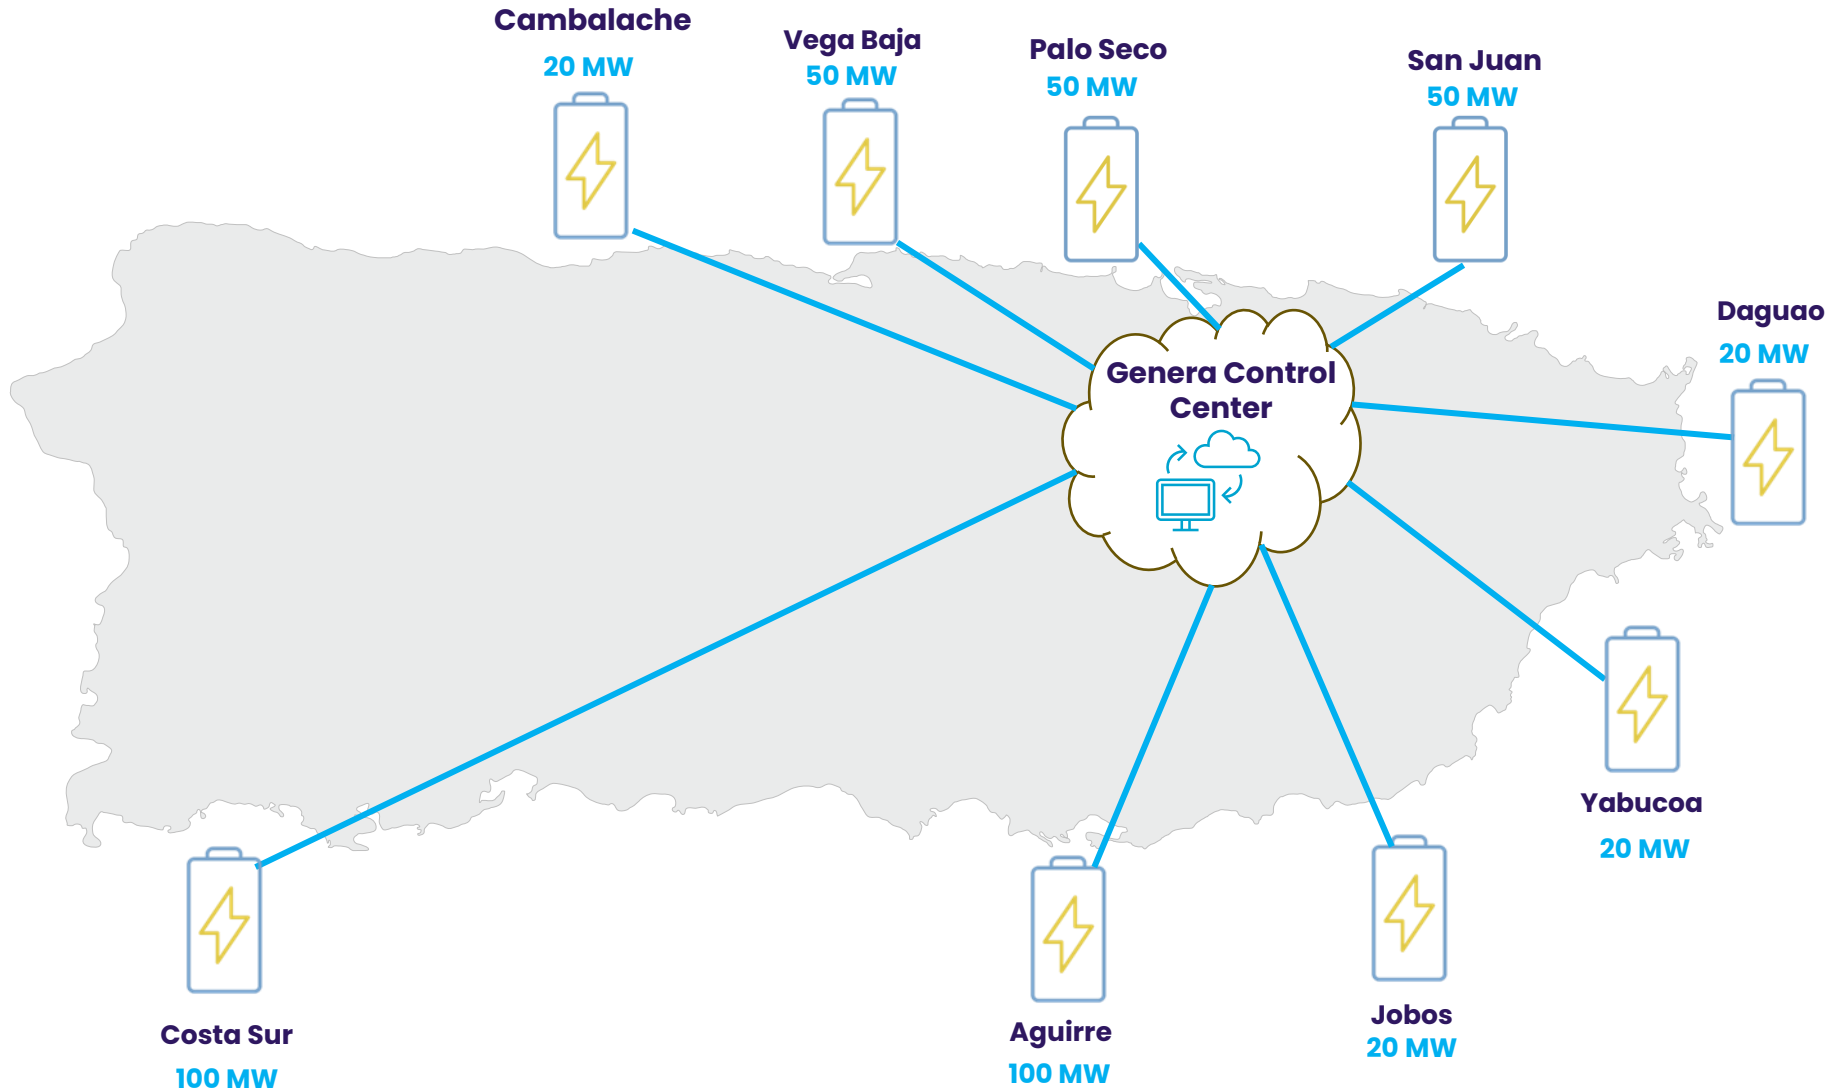 Cambalache
20 MW
Vega Baja
50 MW
Palo Seco
50 MW
San Juan
50 MW
Daguao
20 MW
Genera Control
Center
Yabucoa
20 MW
Costa Sur
100 MW
Aguirre
100 MW
Jobos
20 MW